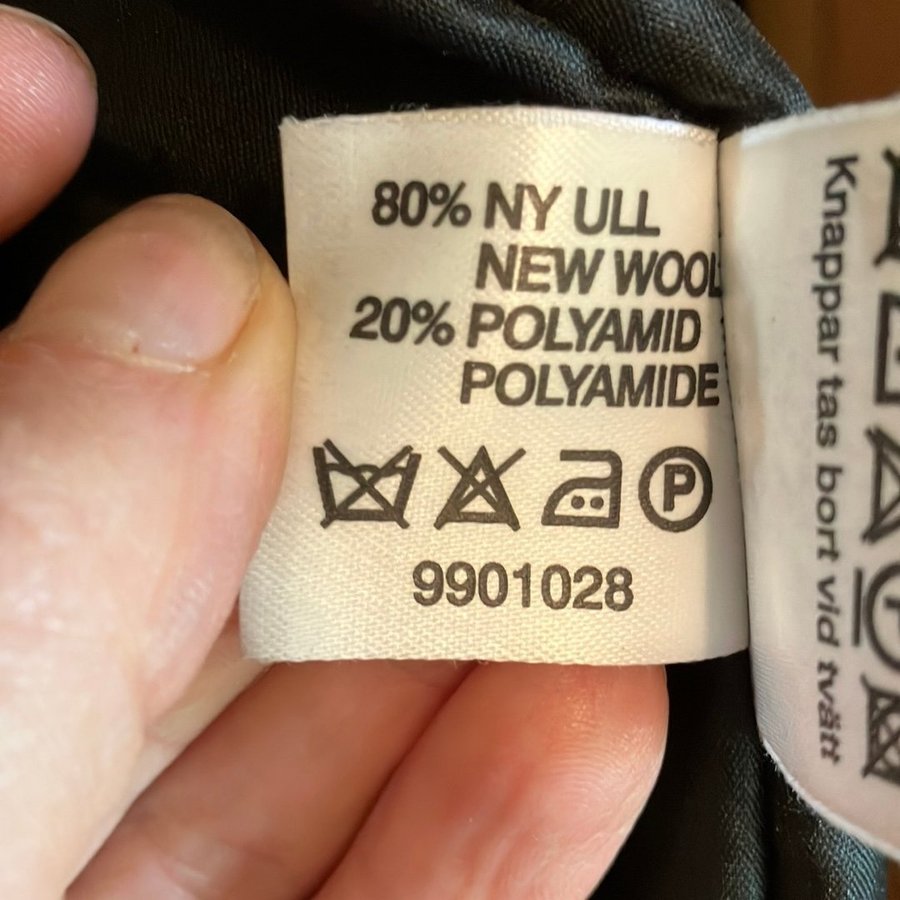 80% NY ULL
NEW WOOL
20% POLYAMID
POLYAMIDE
P
9901028
Knappar tas bort vid tvätt